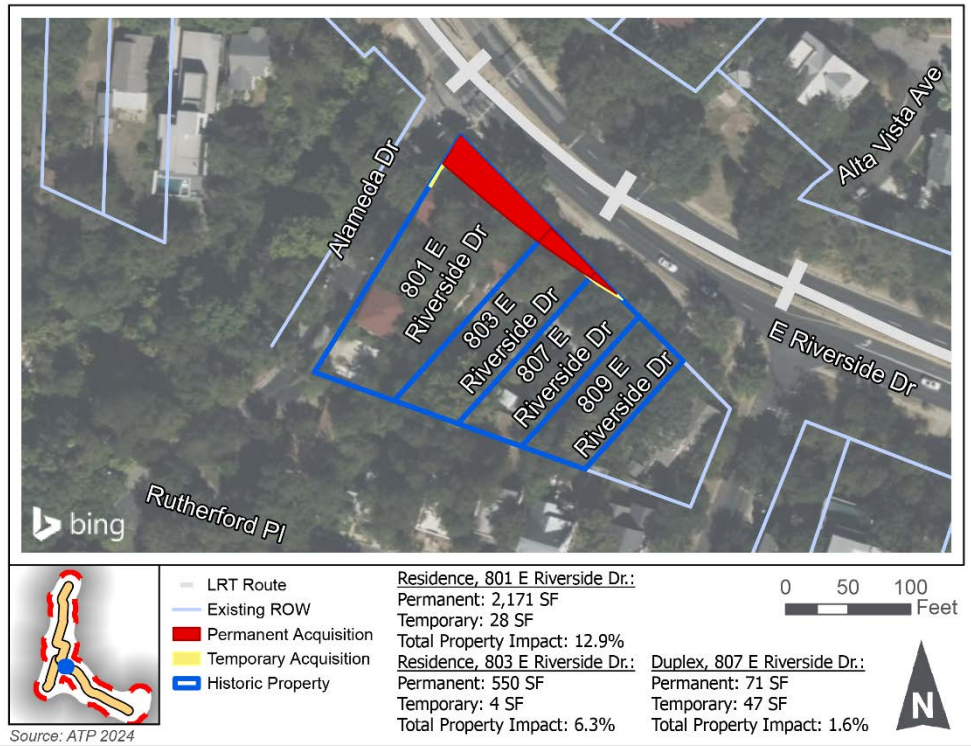 Alta Vista Ave
Alameda Dr
801 E
Riverside Dr
803 E
Riverside Dr
807 E
Riverside Dr
809 E
Riverside Dr
E Riverside Dr
Rutherford Pl
bing
LRT Route
Existing ROW
Permanent Acquisition
Temporary Acquisition
Historic Property
Residence, 801 E Riverside Dr.:
Permanent: 2,171 SF
Temporary: 28 SF
Total Property Impact: 12.9%
Residence, 803 E Riverside Dr.:
Permanent: 550 SF
Temporary: 4 SF
Total Property Impact: 6.3%
Duplex, 807 E Riverside Dr.:
Permanent: 71 SF
Temporary: 47 SF
Total Property Impact: 1.6%
0 50 100
Feet
N
Source: ATP 2024